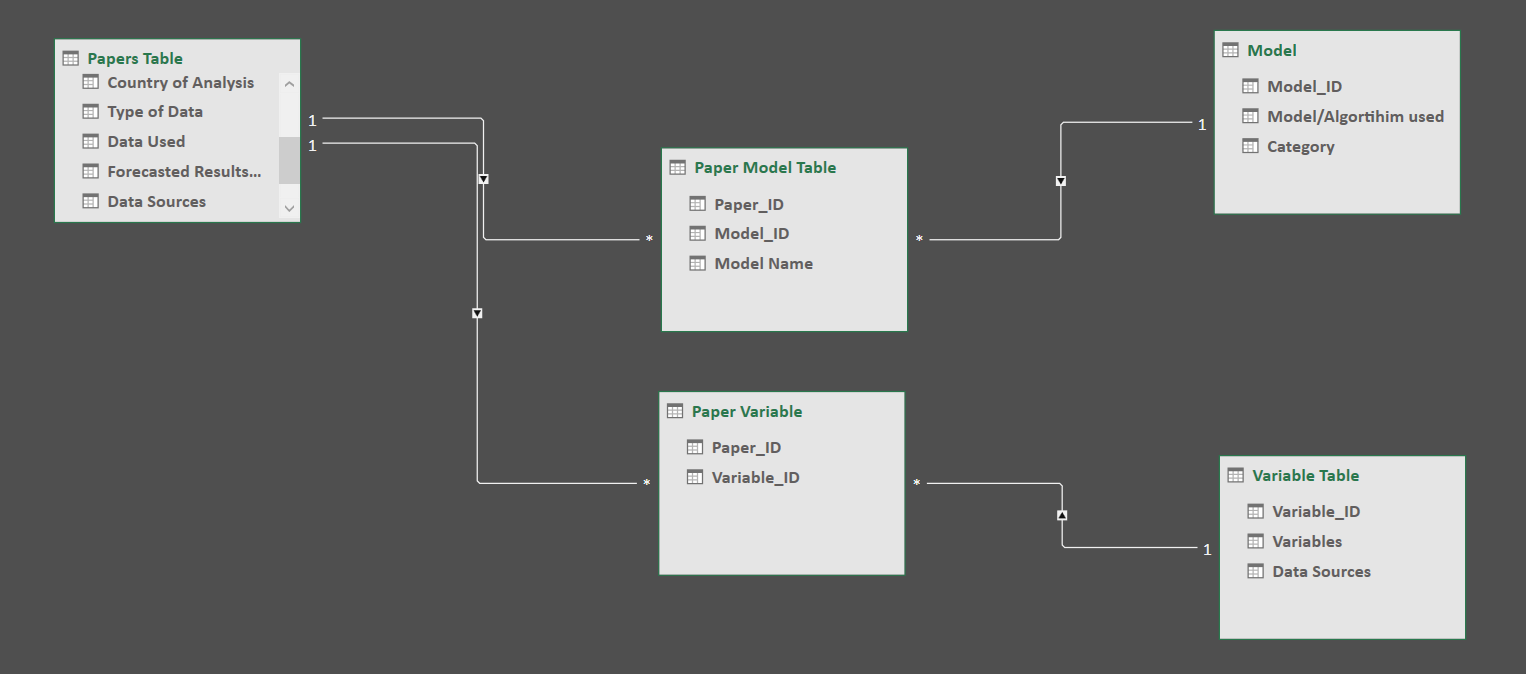 Papers Table
Country of Analysis
Type of Data
Data Used
Forecasted Results...
Data Sources
1
1
*
Paper Model Table
Paper_ID
Model_ID
Model Name
*
1
Model
Model_ID
Model/Algortihim used
Category
*
Paper Variable
Paper_ID
Variable_ID
*
1
Variable Table
Variable_ID
Variables
Data Sources